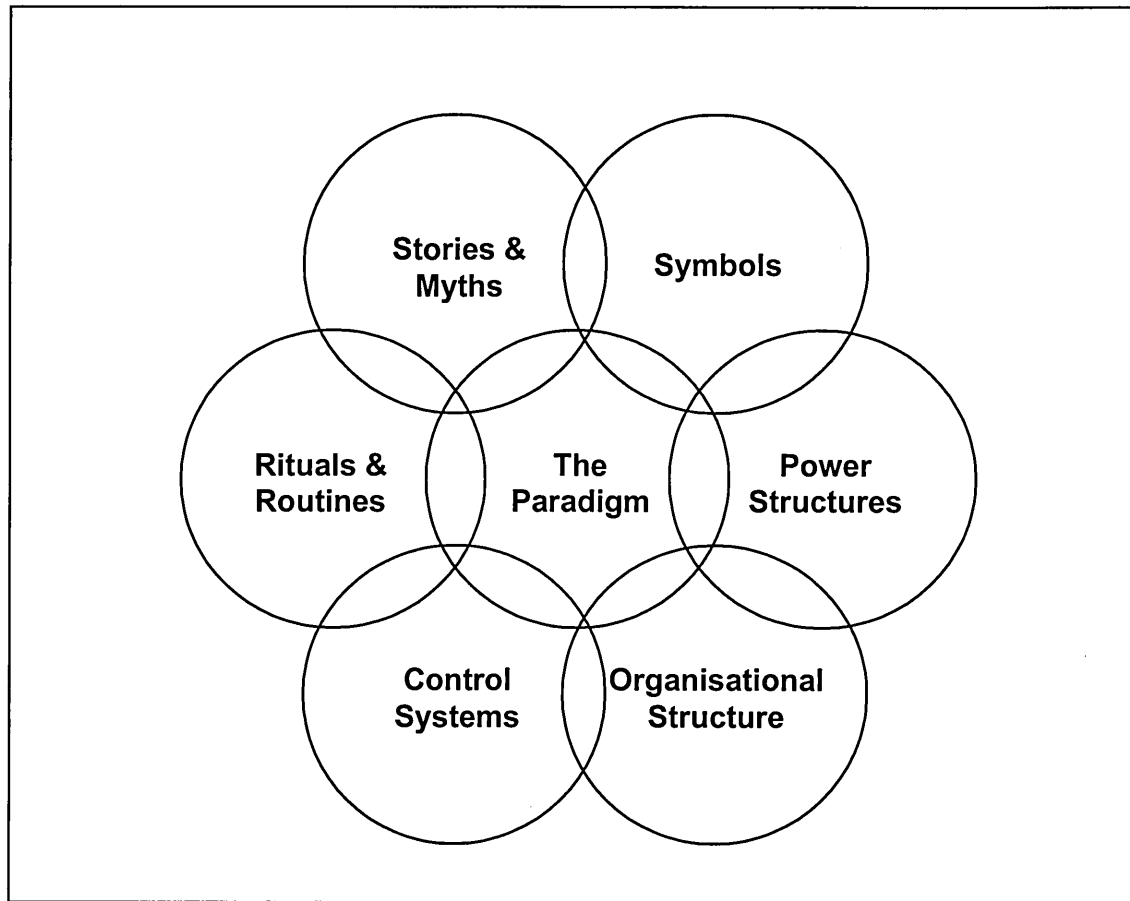 Stories &
Myths
Symbols
Rituals &
Routines
The
Paradigm
Power
Structures
Control
Systems
Organisational
Structure